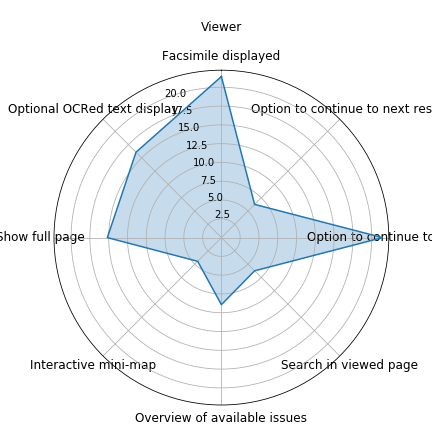 Viewer
Facsimile displayed
Optional OCRed text display
Option to continue to next res
Show full page
Option to continue to
Interactive mini-map
Search in viewed page
Overview of available issues
20.0
17.5
15.0
12.5
10.0
7.5
5.0
2.5